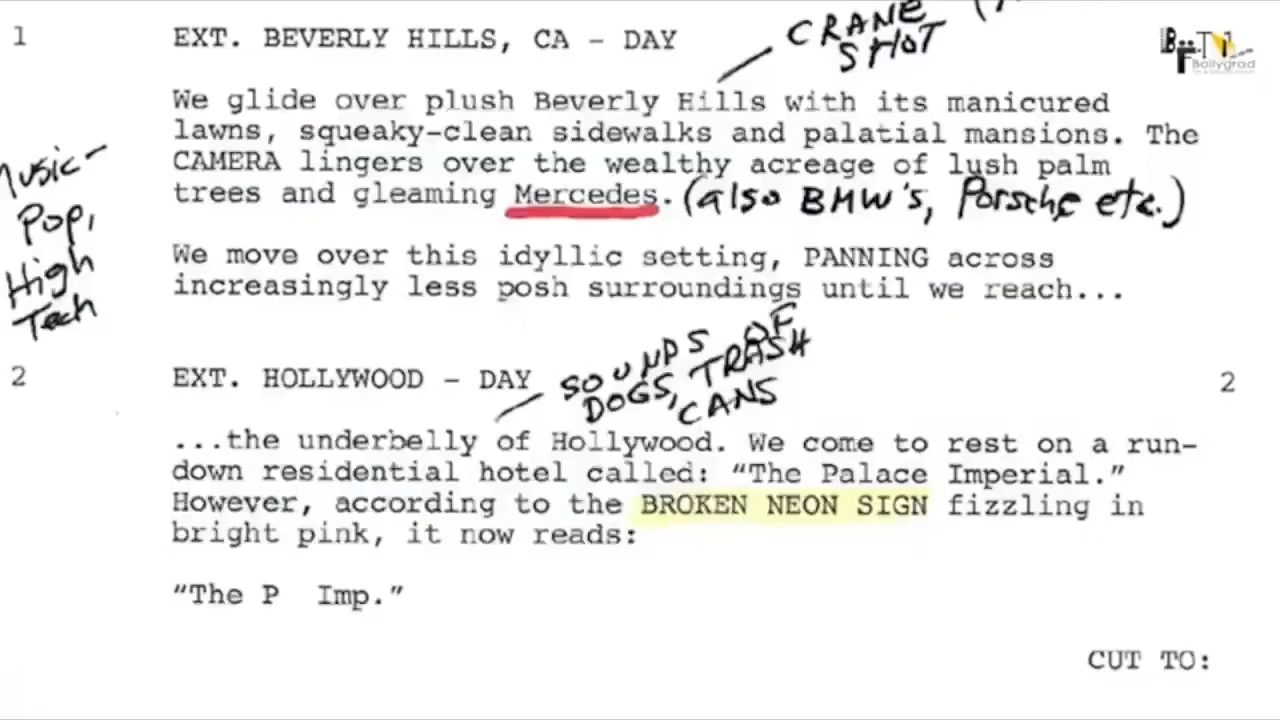 CRANE
SHOT
1 EXT. BEVERLY HILLS, CA - DAY
Bollygrad
We glide over plush Beverly Hills with its manicured
lawns, squeaky-clean sidewalks and palatial mansions. The
CAMERA lingers over the wealthy acreage of lush palm
trees and gleaming Mercedes. (also BMW's, Porsche etc.)
Music-
Pop,
High
Tech
We move over this idyllic setting, PANNING across
increasingly less posh surroundings until we reach...
SOUNDS OF
DOGS, TRASH
CANS
2 EXT. HOLLYWOOD - DAY 2
...the underbelly of Hollywood. We come to rest on a run-
down residential hotel called: “The Palace Imperial.”
However, according to the BROKEN NEON SIGN fizzling in
bright pink, it now reads:
“The P  Imp.”
CUT TO: